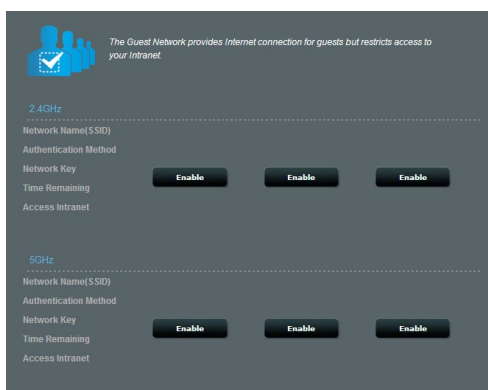 The Guest Network provides Internet connection for guests but restricts access to
your Intranet.
2.4GHz
Network Name(SSID)
Authentication Method
Network Key
Enable Enable Enable
Time Remaining
Access Intranet
5GHz
Network Name(SSID)
Authentication Method
Network Key
Enable Enable Enable
Time Remaining
Access Intranet